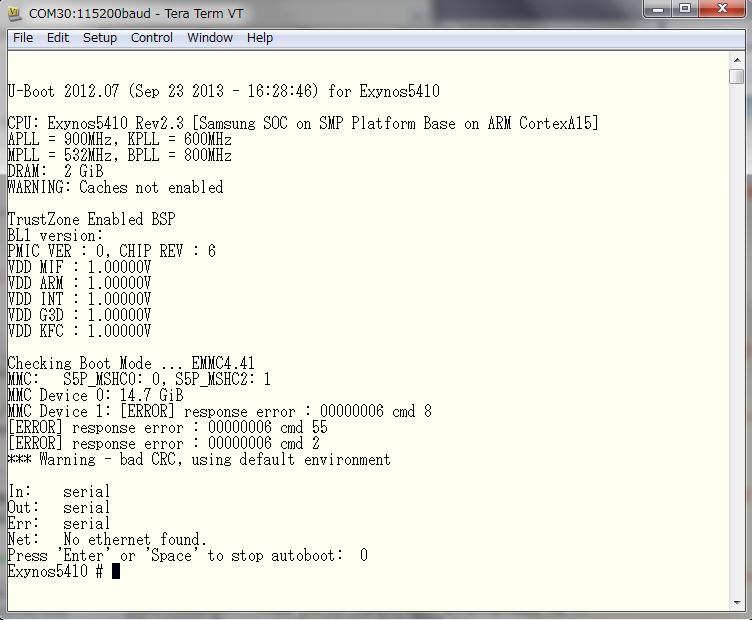 COM30:115200baud - Tera Term VT
File Edit Setup Control Window Help
U-Boot 2012.07 (Sep 23 2013 - 16:28:46) for Exynos5410
CPU: Exynos5410 Rev2.3 [Samsung SOC on SMP Platform Base on ARM CortexA15]
APLL = 900MHz, KPLL = 600MHz
MPLL = 532MHz, BPLL = 800MHz
DRAM:  2 GiB
WARNING: Caches not enabled
TrustZone Enabled BSP
BL1 version:
PMIC VER : 0, CHIP REV : 6
VDD MIF : 1.00000V
VDD ARM : 1.00000V
VDD INT : 1.00000V
VDD G3D : 1.00000V
VDD KFC : 1.00000V
Checking Boot Mode ... EMMC4.41
MMC:   S5P_MSHC0: 0, S5P_MSHC2: 1
MMC Device 0: 14.7 GiB
MMC Device 1: [ERROR] response error : 00000006 cmd 8
[ERROR] response error : 00000006 cmd 55
[ERROR] response error : 00000006 cmd 2
*** Warning - bad CRC, using default environment
In:    serial
Out:   serial
Err:   serial
Net:   No ethernet found.
Press 'Enter' or 'Space' to stop autoboot:  0
Exynos5410 #